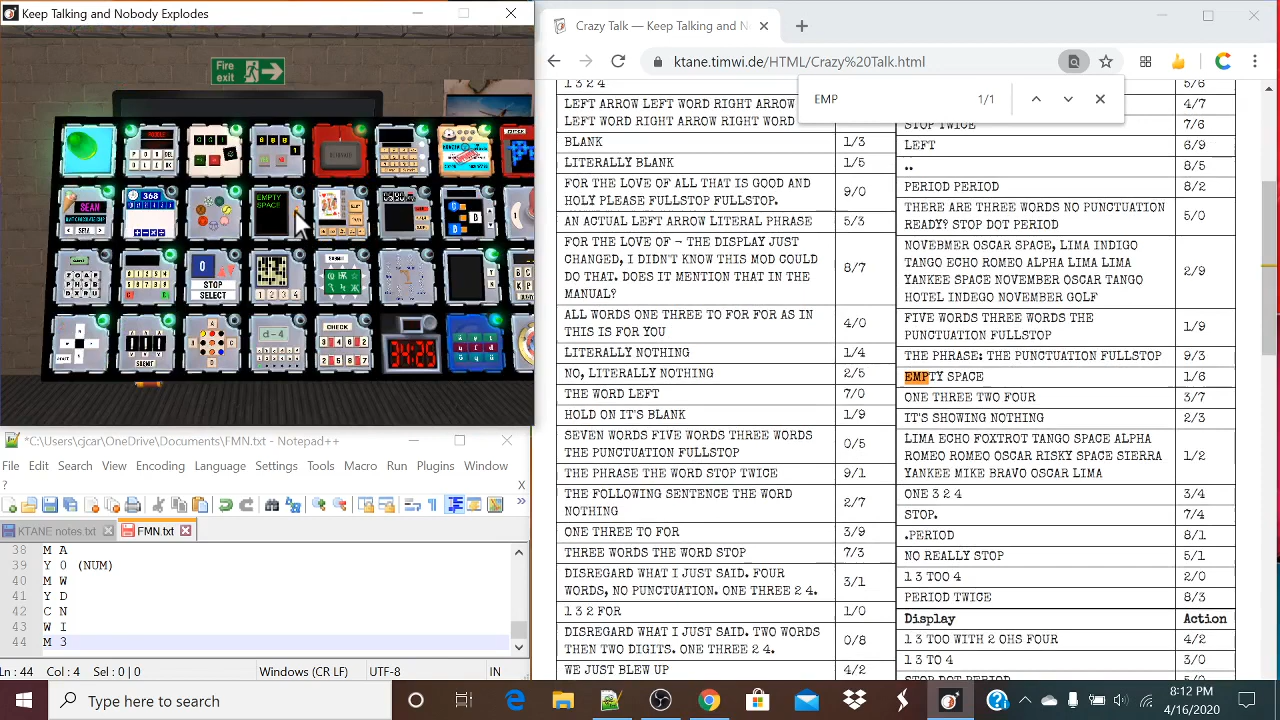 Keep Talking and Nobody Explodes
Fire
exit
SEAN
363
EMPTY
SPACE
0
STOP
SELECT
SUBMIT
1 2 3 4
SUBMIT
d-4
CHECK
34:25
*C:\Users\cjcar\OneDrive\Documents\FMN.txt - Notepad++
File Edit Search View Encoding Language Settings Tools Macro Run Plugins Window
? X
KTANE notes.txt FMN.txt
38 M A
39 Y 0 (NUM)
40 M W
41 Y D
42 C N
43 W I
44 M 3
Ln : 44 Col : 4 Sel : 0 | 0 Windows (CR LF) UTF-8 IN
Crazy Talk — Keep Talking and N
ktane.timwi.de/HTML/Crazy%20Talk.html
EMP 1/1
1 3 2 4 5/6
LEFT ARROW LEFT WORD RIGHT ARROW
LEFT WORD RIGHT ARROW RIGHT WORD
BLANK 1/3
LITERALLY BLANK 1/5
FOR THE LOVE OF ALL THAT IS GOOD AND
HOLY PLEASE FULLSTOP FULLSTOP. 9/0
AN ACTUAL LEFT ARROW LITERAL PHRASE 5/3
FOR THE LOVE OF - THE DISPLAY JUST
CHANGED, I DIDN'T KNOW THIS MOD COULD
DO THAT. DOES IT MENTION THAT IN THE
MANUAL? 8/7
ALL WORDS ONE THREE TO FOR FOR AS IN
THIS IS FOR YOU 4/0
LITERALLY NOTHING 1/4
NO, LITERALLY NOTHING 2/5
THE WORD LEFT 7/0
HOLD ON IT'S BLANK 1/9
SEVEN WORDS FIVE WORDS THREE WORDS
THE PUNCTUATION FULLSTOP 0/5
THE PHRASE THE WORD STOP TWICE 9/1
THE FOLLOWING SENTENCE THE WORD
NOTHING 2/7
ONE THREE TO FOR 3/9
THREE WORDS THE WORD STOP 7/3
DISREGARD WHAT I JUST SAID. FOUR
WORDS, NO PUNCTUATION. ONE THREE 2 4. 3/1
1 3 2 FOR 1/0
DISREGARD WHAT I JUST SAID. TWO WORDS
THEN TWO DIGITS. ONE THREE 2 4. 0/8
WE JUST BLEW UP 4/2
4/7
STOP TWICE 7/6
LEFT 6/9
.. 8/5
PERIOD PERIOD 8/2
THERE ARE THREE WORDS NO PUNCTUATION
READY? STOP DOT PERIOD 5/0
NOVEBMER OSCAR SPACE, LIMA INDIGO
TANGO ECHO ROMEO ALPHA LIMA LIMA
YANKEE SPACE NOVEMBER OSCAR TANGO
HOTEL INDEGO NOVEMBER GOLF 2/9
FIVE WORDS THREE WORDS THE
PUNCTUATION FULLSTOP 1/9
THE PHRASE: THE PUNCTUATION FULLSTOP 9/3
EMPTY SPACE 1/6
ONE THREE TWO FOUR 3/7
IT'S SHOWING NOTHING 2/3
LIMA ECHO FOXTROT TANGO SPACE ALPHA
ROMEO ROMEO OSCAR RISKY SPACE SIERRA
YANKEE MIKE BRAVO OSCAR LIMA 1/2
ONE 3 2 4 3/4
STOP. 7/4
.PERIOD 8/1
NO REALLY STOP 5/1
1 3 TOO 4 2/0
PERIOD TWICE 8/3
Display Action
1 3 TOO WITH 2 OHS FOUR 4/2
1 3 TO 4 3/0
STOP DOT PERIOD 5/0
Type here to search
8:12 PM
4/16/2020